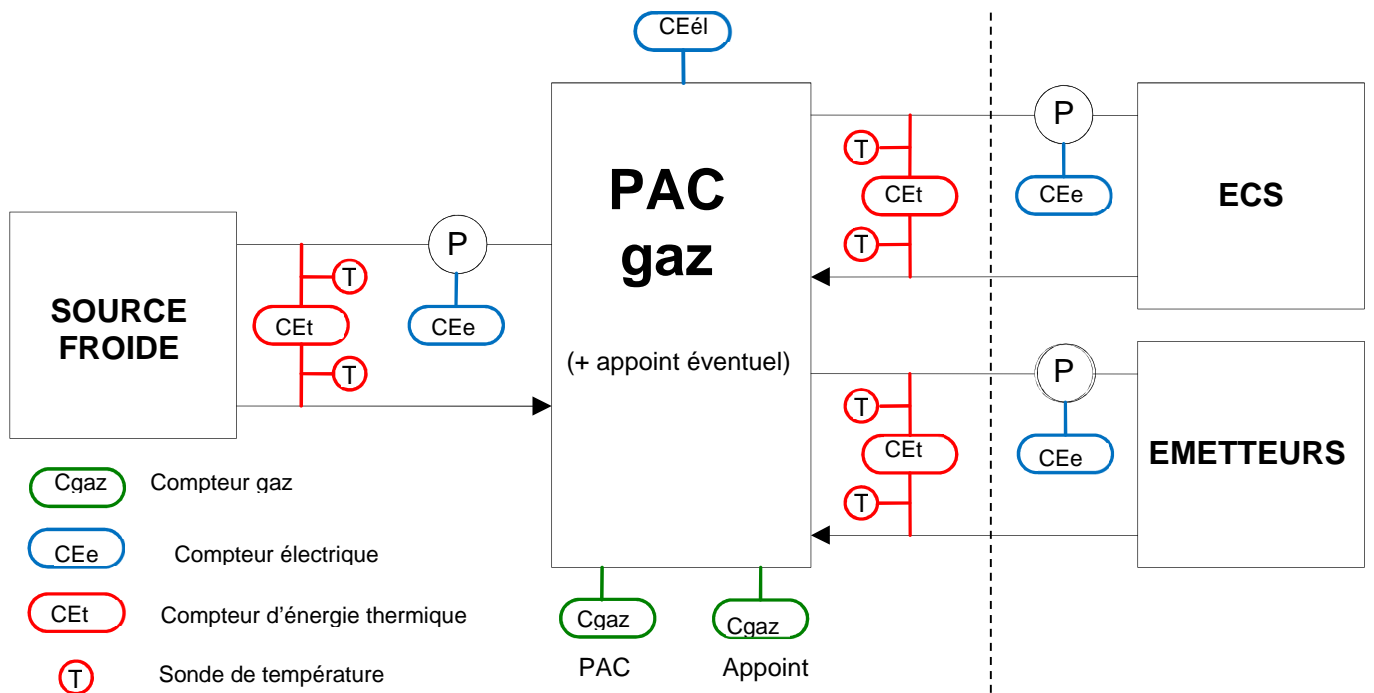 CEél
PAC
gaz
(+ appoint éventuel)
SOURCE
FROIDE
T
CEt
T
P
CEe
T
CEt
T
P
CEe
ECS
T
CEt
T
P
CEe
EMETTEURS
Cgaz
PAC
Cgaz
Appoint
Cgaz Compteur gaz
CEe Compteur électrique
CEt Compteur d'énergie thermique
T Sonde de température